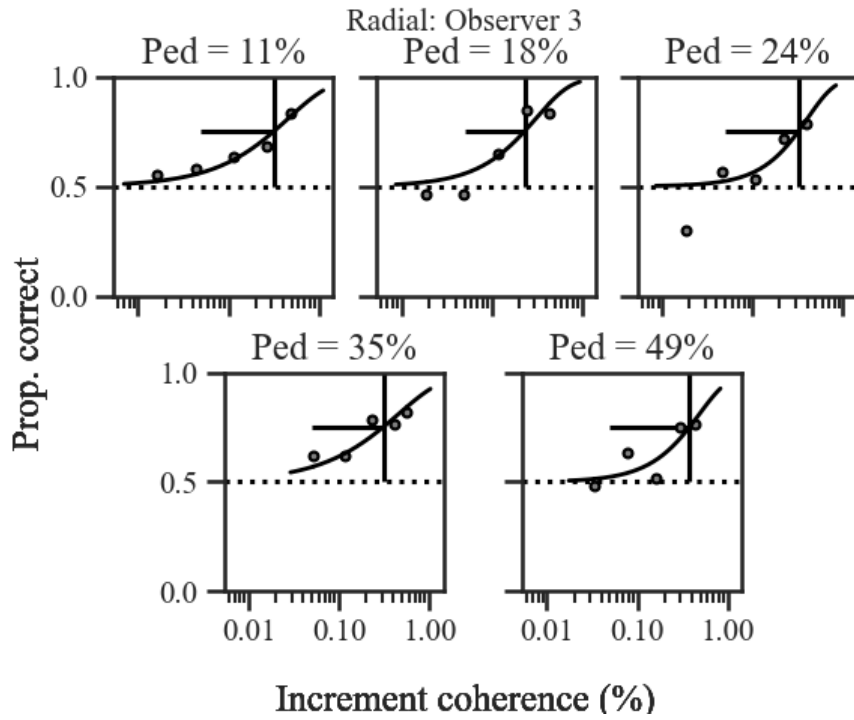 Radial: Observer 3
Ped = 11%
Ped = 18%
Ped = 24%
1.0
0.5
0.0
Prop. correct
Ped = 35%
Ped = 49%
1.0
0.5
0.0
0.01 0.10 1.00
0.01 0.10 1.00
Increment coherence (%)